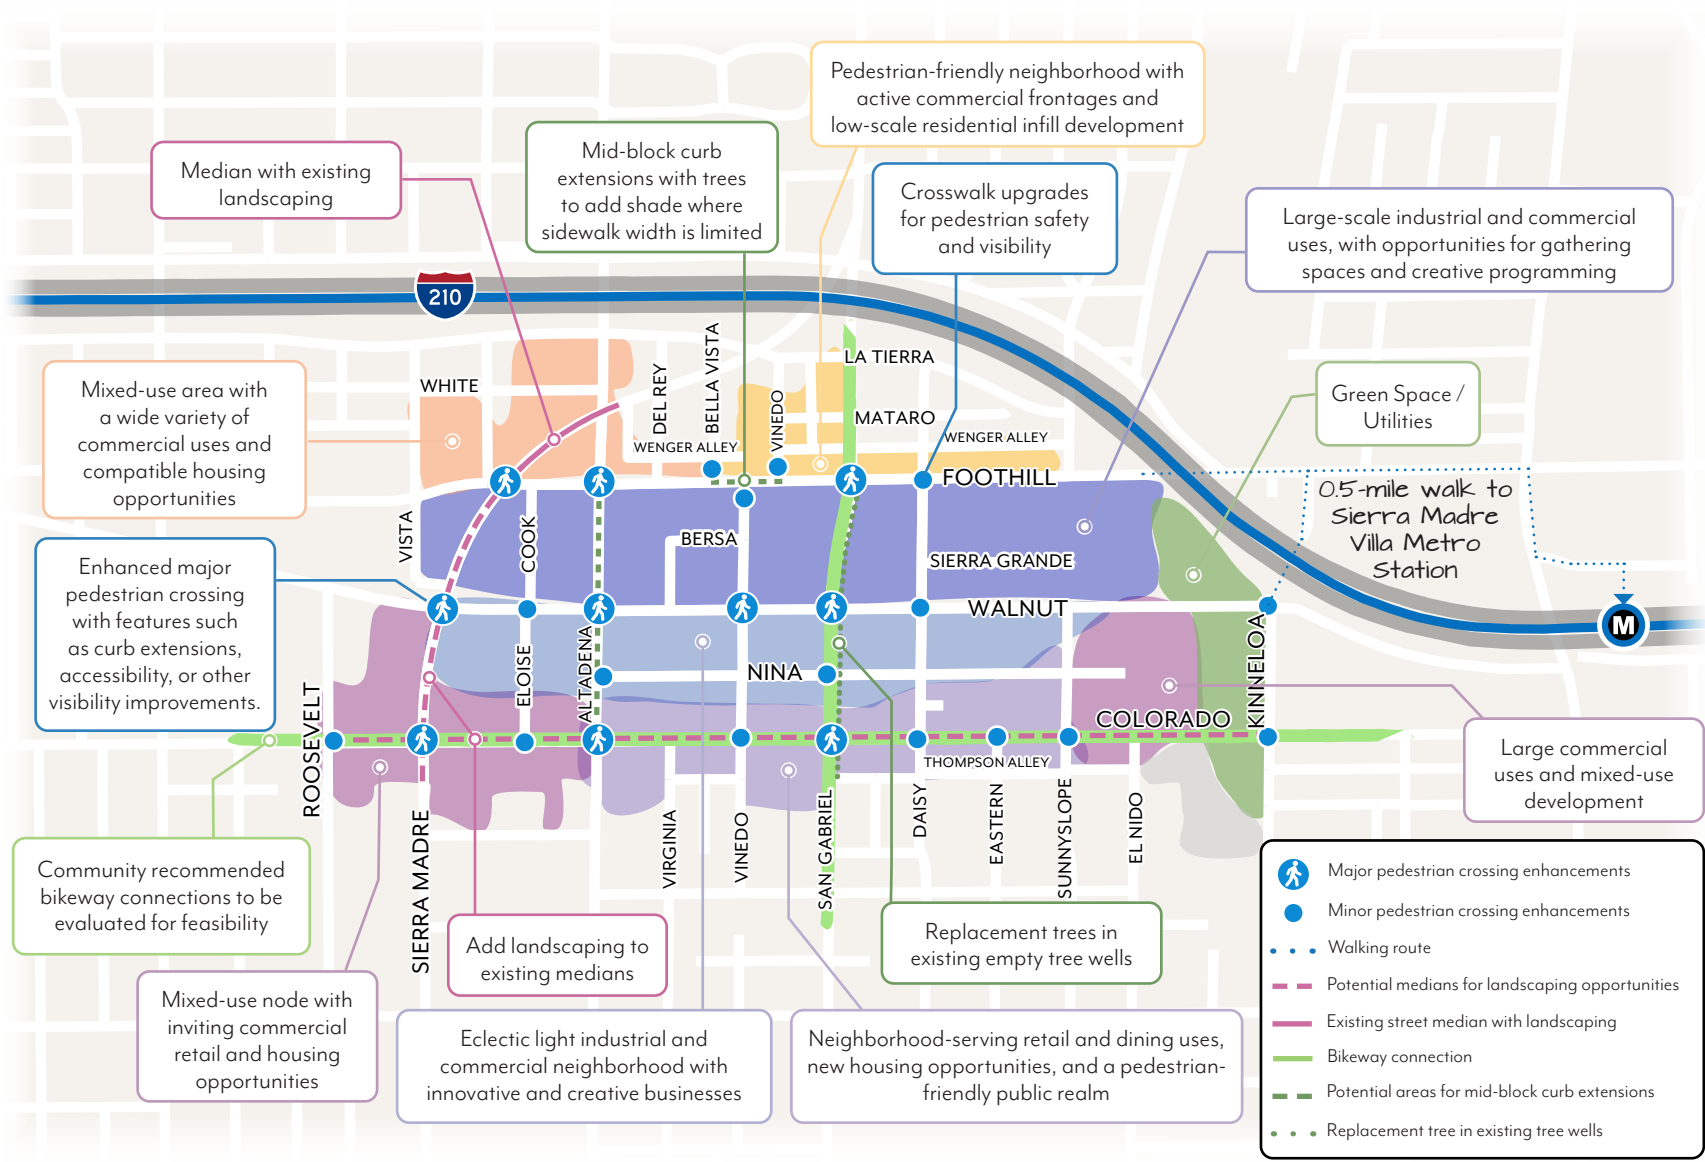 Pedestrian-friendly neighborhood with
active commercial frontages and
low-scale residential infill development
Mid-block curb
extensions with trees
to add shade where
sidewalk width is limited
Median with existing
landscaping
Crosswalk upgrades
for pedestrian safety
and visibility
Large-scale industrial and commercial
uses, with opportunities for gathering
spaces and creative programming
210
Mixed-use area with
a wide variety of
commercial uses and
compatible housing
opportunities
Green Space /
Utilities
WHITE
DEL REY
BELLA VISTA
VINEDO
LA TIERRA
MATARO
WENGER ALLEY
WENGER ALLEY
FOOTHILL
0.5-mile walk to
Sierra Madre
Villa Metro
Station
VISTA
COOK
BERSA
SIERRA GRANDE
WALNUT
M
Enhanced major
pedestrian crossing
with features such
as curb extensions,
accessibility, or other
visibility improvements.
ELOISE
ALTADENA
NINA
KINNELOA
COLORADO
ROOSEVELT
THOMPSON ALLEY
Large commercial
uses and mixed-use
development
SIERRA MADRE
VIRGINIA
VINEDO
SAN GABRIEL
DAISY
EASTERN
SUNNYSLOPE
EL NIDO
Community recommended
bikeway connections to be
evaluated for feasibility
Add landscaping to
existing medians
Replacement trees in
existing empty tree wells
Mixed-use node with
inviting commercial
retail and housing
opportunities
Eclectic light industrial and
commercial neighborhood with
innovative and creative businesses
Neighborhood-serving retail and dining uses,
new housing opportunities, and a pedestrian-
friendly public realm
Major pedestrian crossing enhancements
Minor pedestrian crossing enhancements
Walking route
Potential medians for landscaping opportunities
Existing street median with landscaping
Bikeway connection
Potential areas for mid-block curb extensions
Replacement tree in existing tree wells